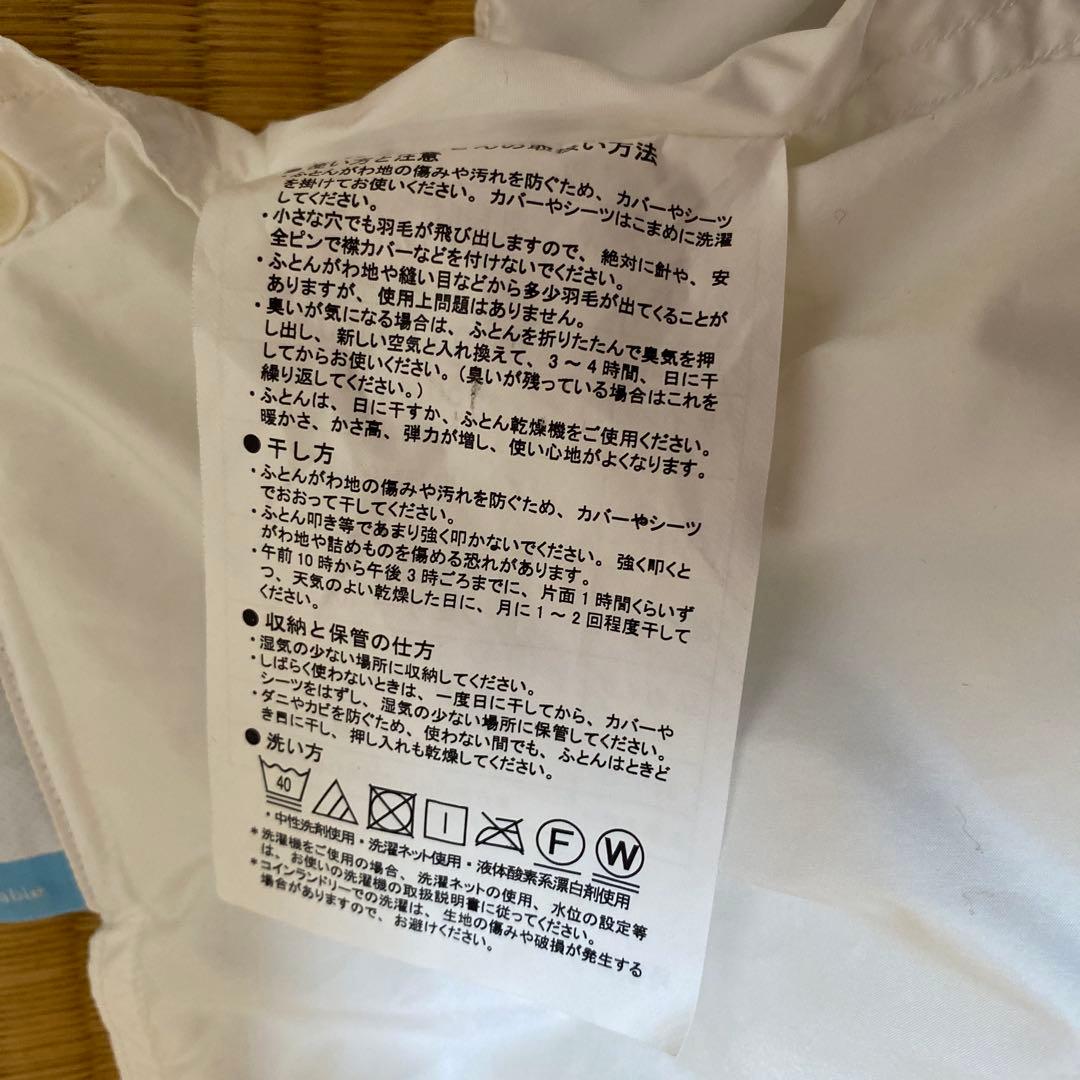 い方法
い方と注意
ふとんがわ地の傷みや汚れを防ぐため、カバーやシーツ
を掛けてお使いください。カバーやシーツはこまめに洗濯
してください。
・小さな穴でも羽毛が飛び出しますので、絶対に針や、安
全ピンで襟カバーなどを付けないでください。
・ふとんがわ地や縫い目などから多少羽毛が出てくることが
ありますが、使用上問題はありません。
・臭いが気になる場合は、ふとんを折りたたんで臭気を押
し出し、新しい空気と入れ換えて、3～4時間、日に干
してからお使いください。(臭いが残っている場合はこれを
繰り返してください。)
・ふとんは、日に干すか、ふとん乾燥機をご使用ください。
暖かさ、かさ高、弾力が増し、使い心地がよくなります。
●干し方
・ふとんがわ地の傷みや汚れを防ぐため、カバーやシーツ
でおおって干してください。
・ふとん叩き等であまり強く叩かないでください。強く叩くと
がわ地や詰めものを傷める恐れがあります。
・午前10時から午後3時ごろまでに、片面1時間くらいず
つ、天気のよい乾燥した日に、月に1～2回程度干して
ください。
●収納と保管の仕方
・湿気の少ない場所に収納してください。
・しばらく使わないときは、一度日に干してから、カバーや
シーツをはずし、湿気の少ない場所に保管してください。
・ダニやカビを防ぐため、使わない間でも、ふとんはときど
き日に干し、押し入れも乾燥してください。
●洗い方
40 F W
・中性洗剤使用・洗濯ネット使用・液体酸素系漂白剤使用
＊洗濯機をご使用の場合、洗濯ネットの使用、水位の設定等
は、お使いの洗濯機の取扱説明書に従ってください。
＊コインランドリーでの洗濯は、生地の傷みや破損が発生する
場合がありますので、お避けください。